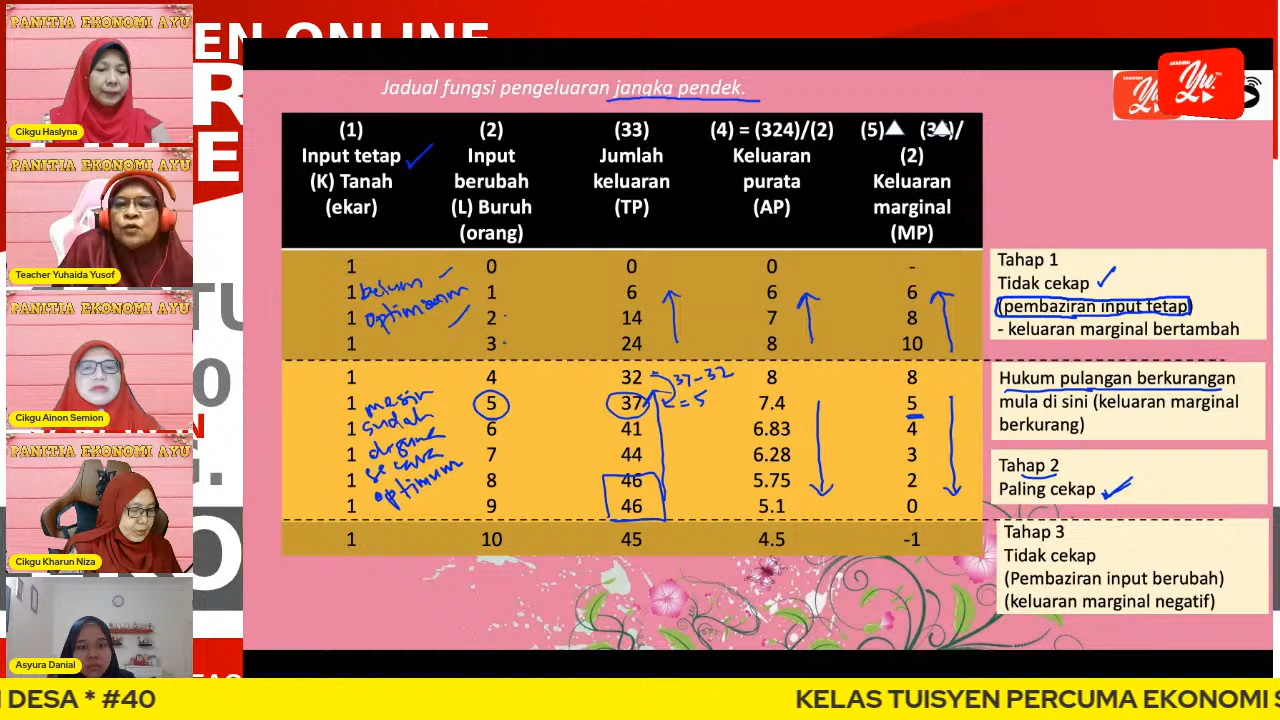 EN ONLINE
PANITIA EKONOMI AYU
Cikgu Haslyna
PANITIA EKONOMI AYU
Teacher Yuhaida Yusof
PANITIA EKONOMI AYU
Cikgu Ainon Semion
PANITIA EKONOMI AYU
Cikgu Kharun Niza
Asyura Danial
Jadual fungsi pengeluaran jangka pendek.
(1) (2) (33) (4) = (324)/(2) (5)
Input tetap Input Jumlah Keluaran (2)
(K) Tanah berubah keluaran purata Keluaran
(ekar) (L) Buruh (TP) (AP) marginal
(orang) (MP)
1 0 0 0 -
1 1 6 6 6
1 2 14 7 8
1 3 24 8 10
belum
optimum
1 4 32 8 8
1 5 37 7.4 5
1 6 41 6.83 4
1 7 44 6.28 3
1 8 46 5.75 2
1 9 46 5.1 0
37-32
= 5
mesin
sudah
diguna
secara
optimum
1 10 45 4.5 -1
Tahap 1
Tidak cekap
(pembaziran input tetap)
- keluaran marginal bertambah
Hukum pulangan berkurangan
mula di sini (keluaran marginal
berkurang)
Tahap 2
Paling cekap
Tahap 3
Tidak cekap
(Pembaziran input berubah)
(keluaran marginal negatif)
Yu.
I DESA * #40
KELAS TUISYEN PERCUMA EKONOMI S